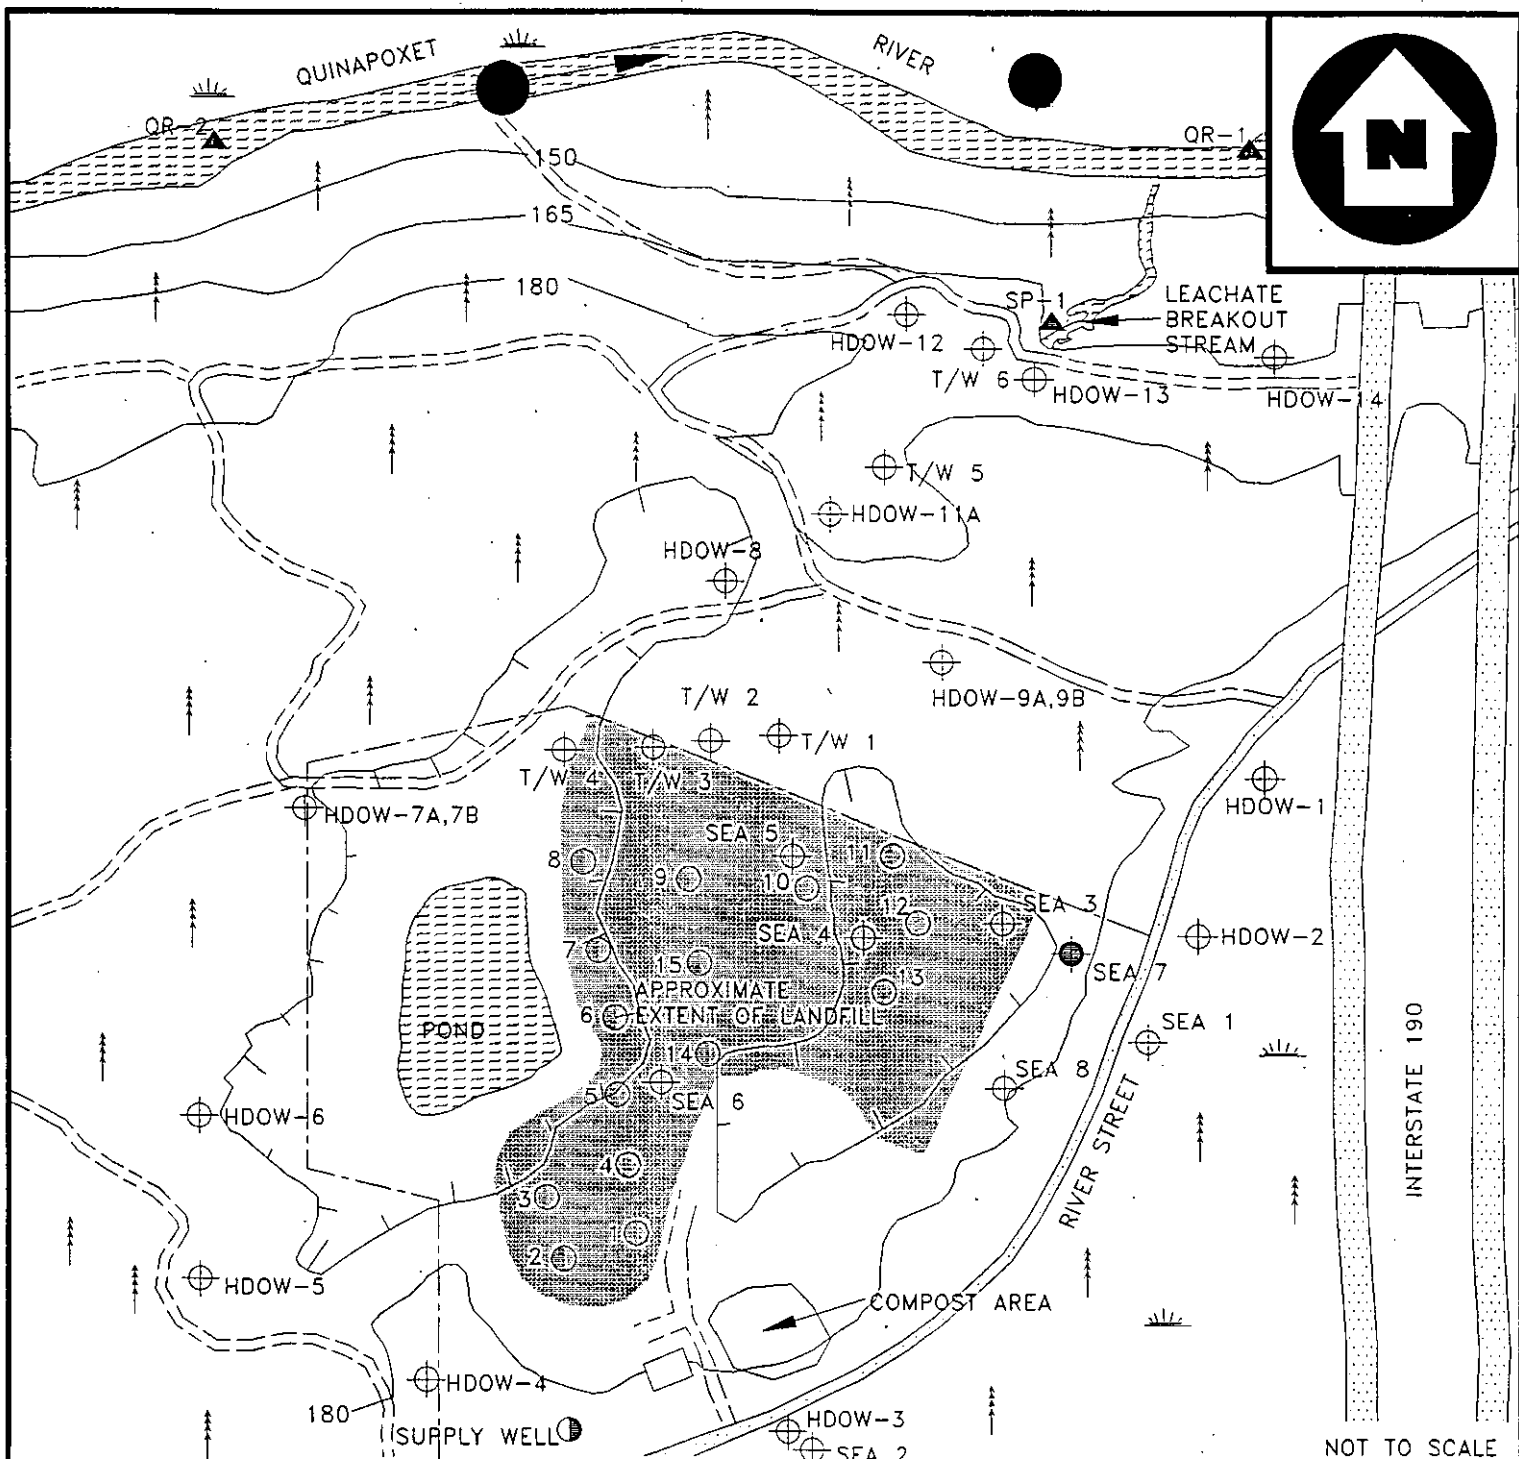 QUINAPOXET
RIVER
N
QR-2
QR-1
150
165
180
SP-1
LEACHATE
BREAKOUT
STREAM
HDOW-12
T/W 6
HDOW-13
HDOW-14
T/W 5
HDOW-11A
HDOW-8
HDOW-9A,9B
T/W 2
T/W 1
T/W 4
T/W 3
HDOW-1
HDOW-7A,7B
SEA 5
8
9
10
11
12
SEA 3
SEA 4
HDOW-2
7
15
13
SEA 7
APPROXIMATE
6
EXTENT OF LANDFILL
POND
SEA 1
14
SEA 8
5
SEA 6
HDOW-6
RIVER STREET
INTERSTATE 190
4
3
1
2
HDOW-5
COMPOST AREA
HDOW-4
180
SUPPLY WELL
HDOW-3
SEA 2
NOT TO SCALE